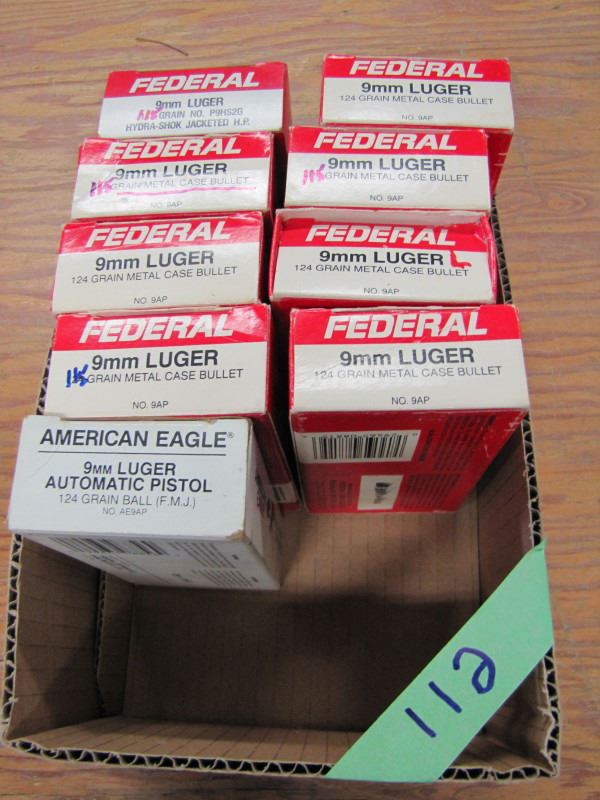 FEDERAL
9mm LUGER
115 GRAIN NO. P9HS2G
HYDRA-SHOK JACKETED H.P.
FEDERAL
9mm LUGER
124 GRAIN METAL CASE BULLET
NO. 9AP
FEDERAL
9mm LUGER
115 GRAIN METAL CASE BULLET
NO. 9AP
FEDERAL
9mm LUGER
115 GRAIN METAL CASE BULLET
NO. 9AP
FEDERAL
9mm LUGER
124 GRAIN METAL CASE BULLET
NO. 9AP
FEDERAL
9mm LUGER L
124 GRAIN METAL CASE BULLET
NO. 9AP
FEDERAL
9mm LUGER
115 GRAIN METAL CASE BULLET
NO. 9AP
FEDERAL
9mm LUGER
124 GRAIN METAL CASE BULLET
NO. 9AP
AMERICAN EAGLE®
9MM LUGER
AUTOMATIC PISTOL
124 GRAIN BALL (F.M.J.)
NO. AE9AP
112